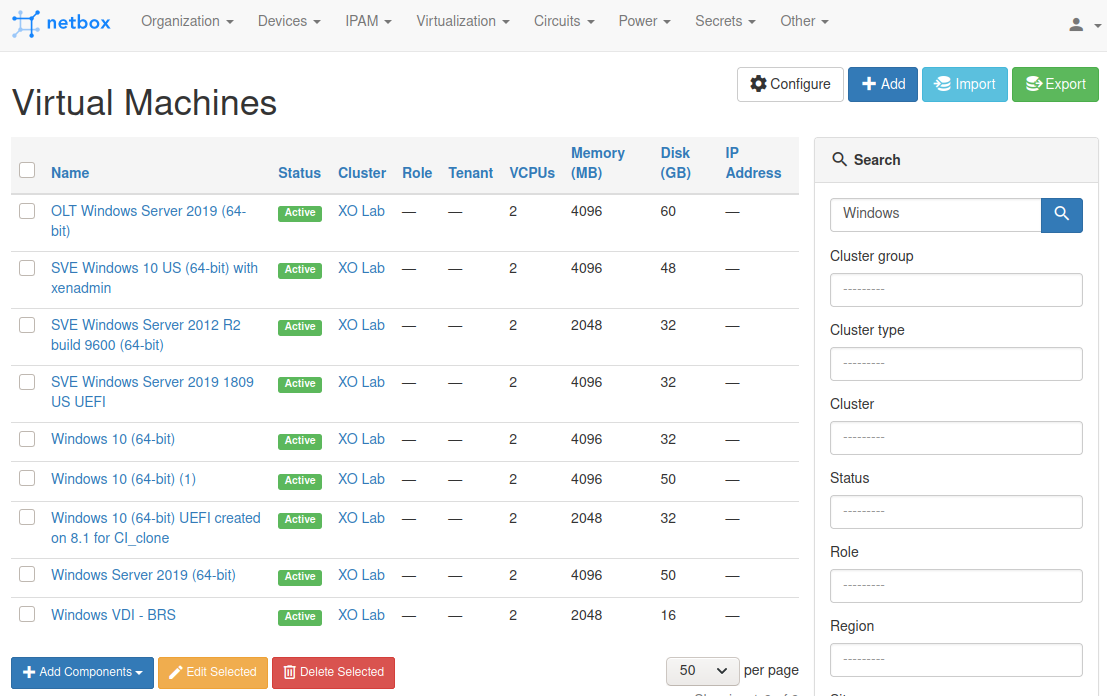 netbox Organization Devices IPAM Virtualization Circuits Power Secrets Other
Configure Add Import Export
Virtual Machines
Name Status Cluster Role Tenant VCPUs Memory (MB) Disk (GB) IP Address
OLT Windows Server 2019 (64- Active XO Lab — — 2 4096 60 —
bit)
SVE Windows 10 US (64-bit) with Active XO Lab — — 2 4096 48 —
xenadmin
SVE Windows Server 2012 R2 Active XO Lab — — 2 2048 32 —
build 9600 (64-bit)
SVE Windows Server 2019 1809 Active XO Lab — — 2 4096 32 —
US UEFI
Windows 10 (64-bit) Active XO Lab — — 2 4096 32 —
Windows 10 (64-bit) (1) Active XO Lab — — 2 4096 50 —
Windows 10 (64-bit) UEFI created Active XO Lab — — 2 2048 32 —
on 8.1 for CI_clone
Windows Server 2019 (64-bit) Active XO Lab — — 2 4096 50 —
Windows VDI - BRS Active XO Lab — — 2 2048 16 —
Add Components Edit Selected Delete Selected
50 per page
Search
Windows
Cluster group
---------
Cluster type
---------
Cluster
---------
Status
---------
Role
---------
Region
---------